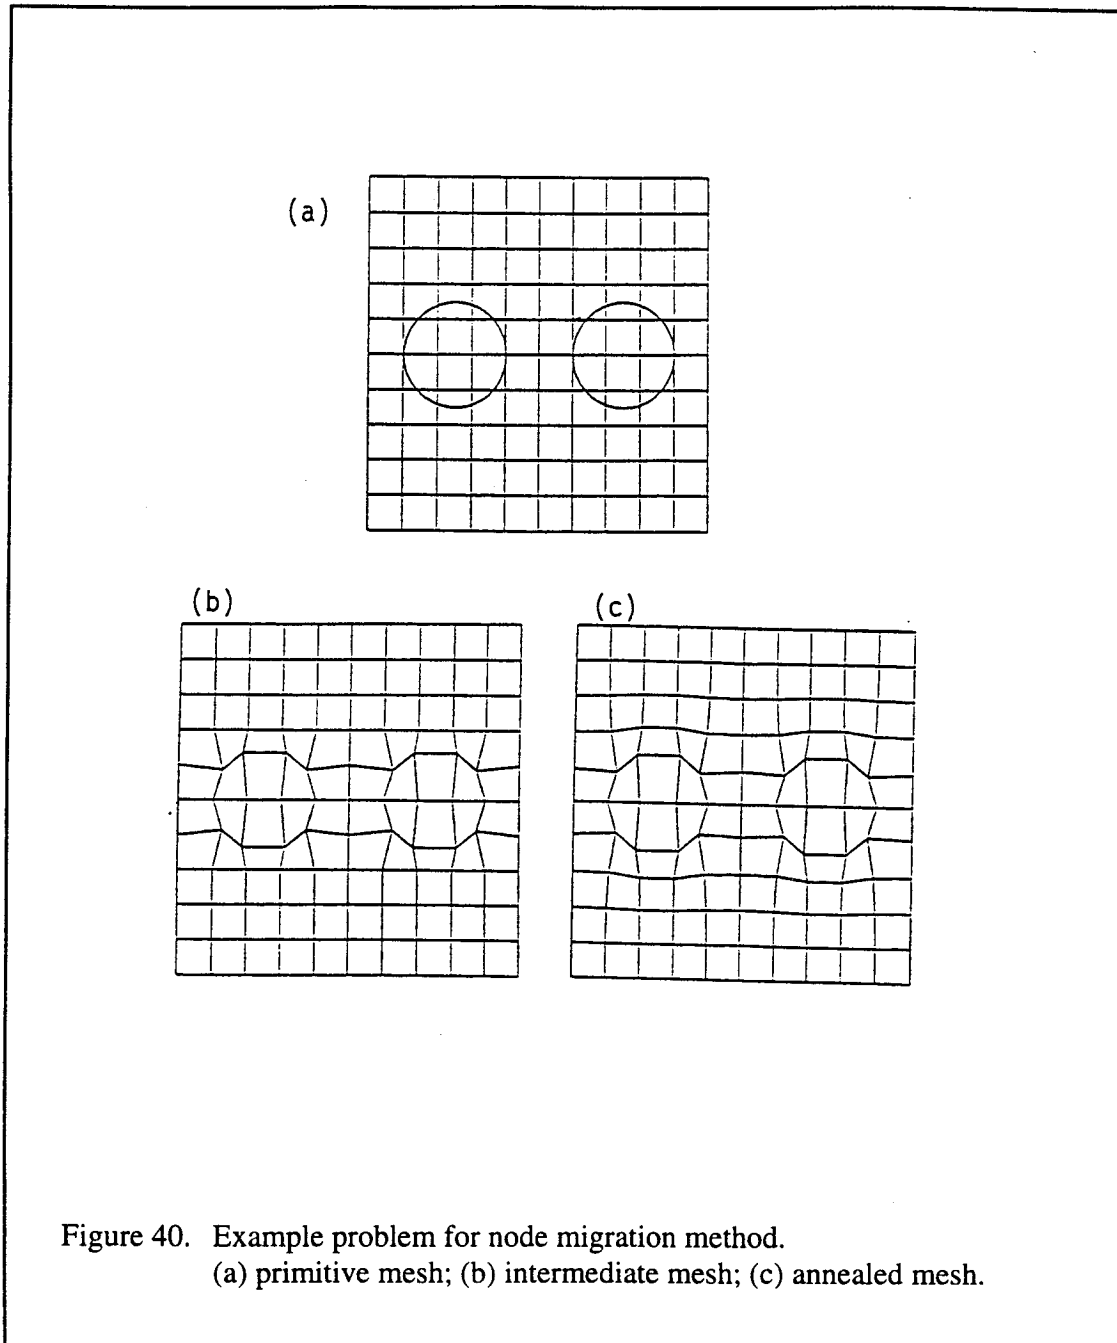 (a)
(b)
(c)
Figure 40. Example problem for node migration method.
(a) primitive mesh; (b) intermediate mesh; (c) annealed mesh.